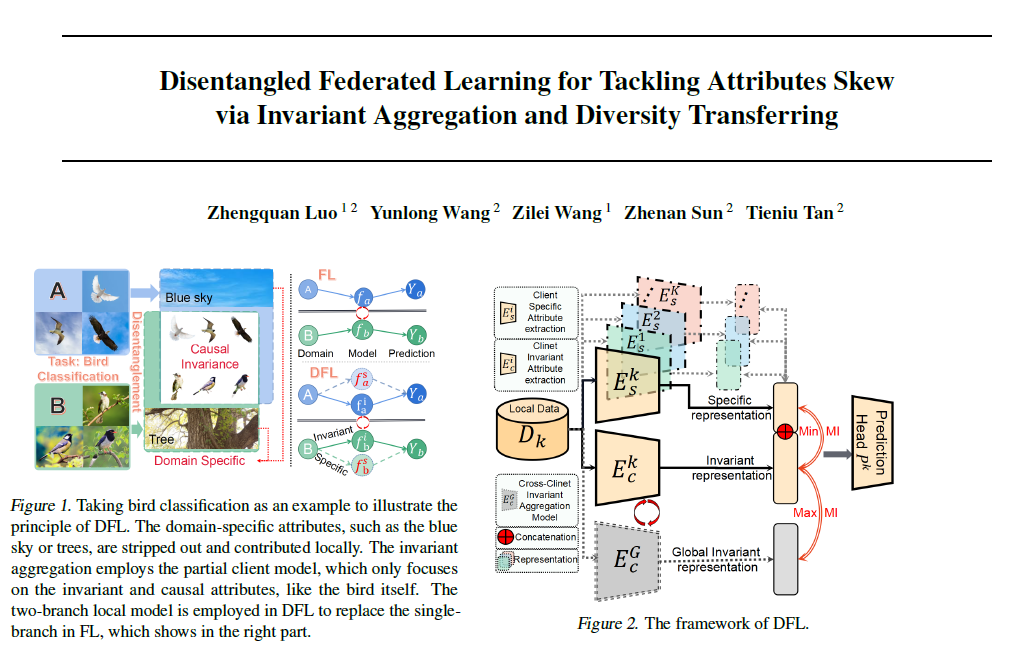 Disentangled Federated Learning for Tackling Attributes Skew
via Invariant Aggregation and Diversity Transferring
Zhengquan Luo 1 2 Yunlong Wang 2 Zilei Wang 1 Zhenan Sun 2 Tieniu Tan 2
A
Blue sky
Task: Bird
Classification
Disentanglement
Causal
Invariance
B
Tree
Domain Specific
FL
A f_a Y_a
B f_b Y_b
Domain Model Prediction
DFL
f_a^s
A f_a^i Y_a
Invariant
B f_b^i Y_b
Specific
f_b^s
Figure 1. Taking bird classification as an example to illustrate the
principle of DFL. The domain-specific attributes, such as the blue
sky or trees, are stripped out and contributed locally. The invariant
aggregation employs the partial client model, which only focuses
on the invariant and causal attributes, like the bird itself. The
two-branch local model is employed in DFL to replace the single-
branch in FL, which shows in the right part.
Client
Specific
Attribute
extraction
Clinet
Invariant
Attribute
extraction
E_s^K
E_s^2
E_s^1
E_s^k
Local Data
D_k
Specific
representation
E_c^k
Invariant
representation
Min MI
Max MI
Prediction
Head P^k
Cross-Clinet
Invariant
Aggregation
Model
E_c^G
Concatenation
Representation
E_c^G
Global Invariant
representation
Figure 2. The framework of DFL.